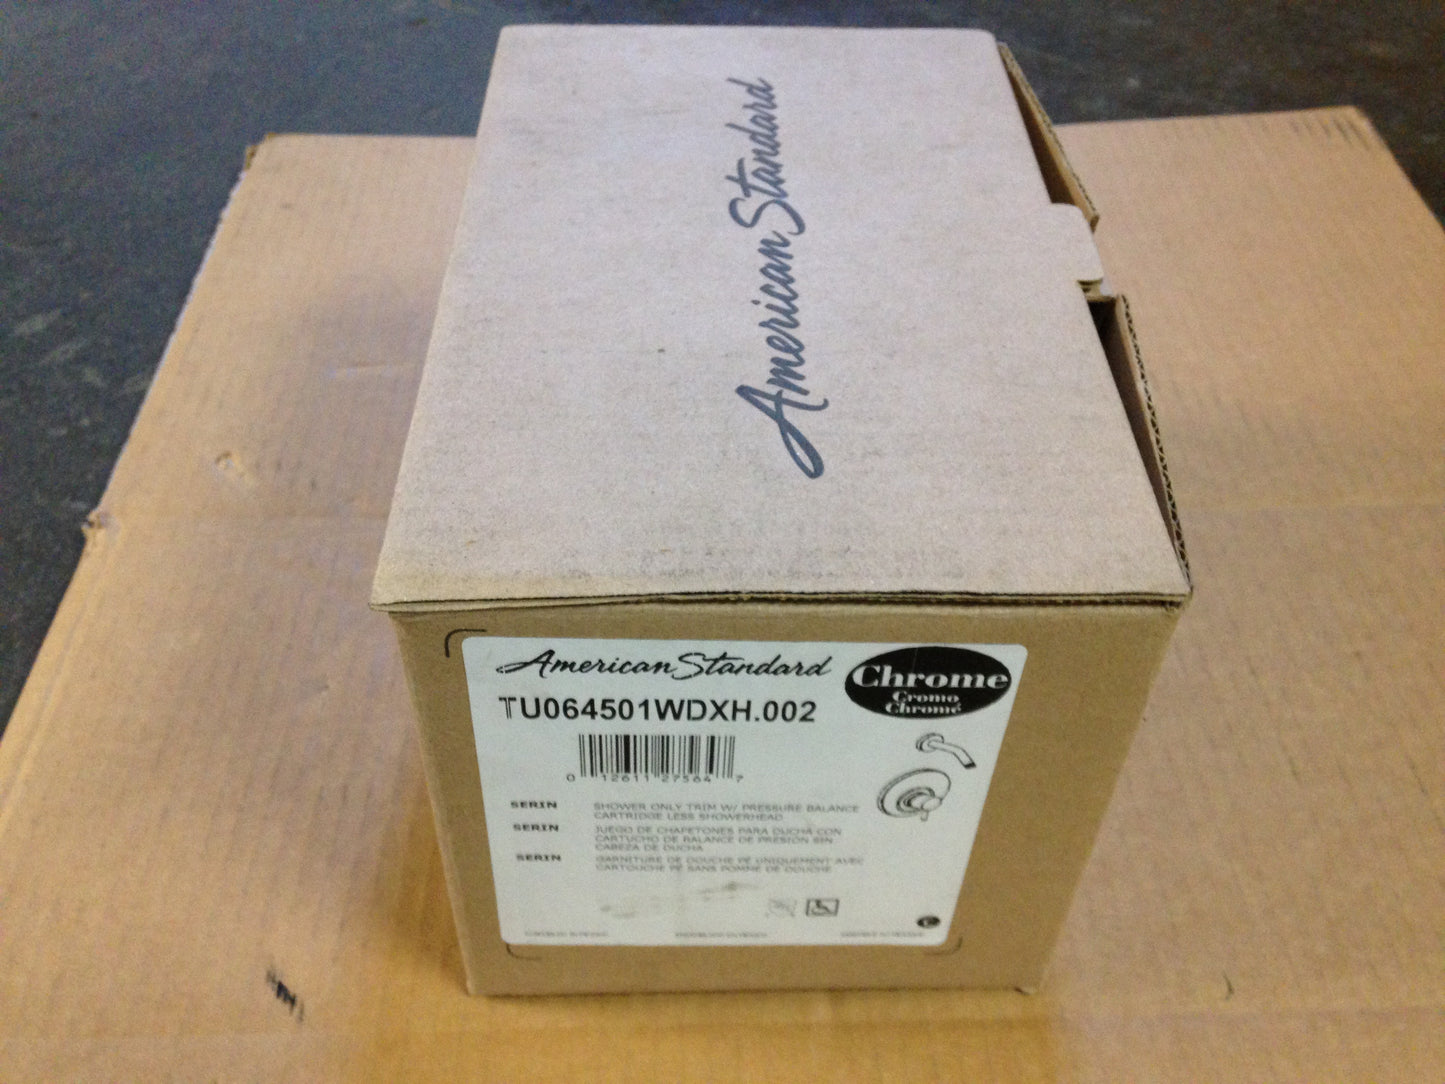 American Standard
American Standard
Chrome
Cromo
Chromé
TU064501WDXH.002
0 12611 27564 7
SERIN SHOWER ONLY TRIM W/ PRESSURE BALANCE
CARTRIDGE LESS SHOWERHEAD
SERIN JUEGO DE CHAPETONES PARA DUCHA CON
CARTUCHO DE BALANCE DE PRESION SIN
CABEZA DE DUCHA
SERIN GARNITURE DE DOUCHE PÉ UNIQUEMENT AVEC
CARTOUCHE PÉ SANS POMME DE DOUCHE